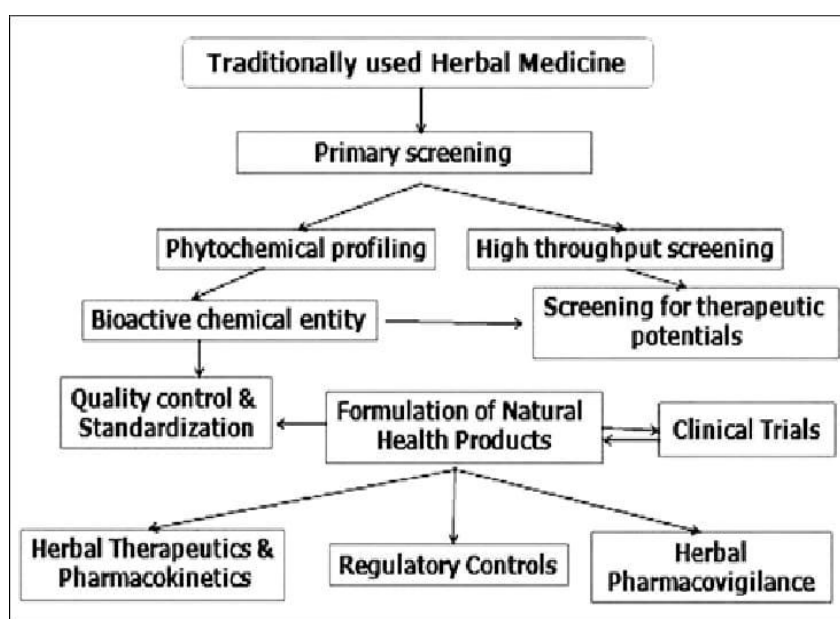 Traditionally used Herbal Medicine
Primary screening
Phytochemical profiling
High throughput screening
Bioactive chemical entity
Screening for therapeutic
potentials
Quality control &
Standardization
Formulation of Natural
Health Products
Clinical Trials
Herbal Therapeutics &
Pharmacokinetics
Regulatory Controls
Herbal
Pharmacovigilance